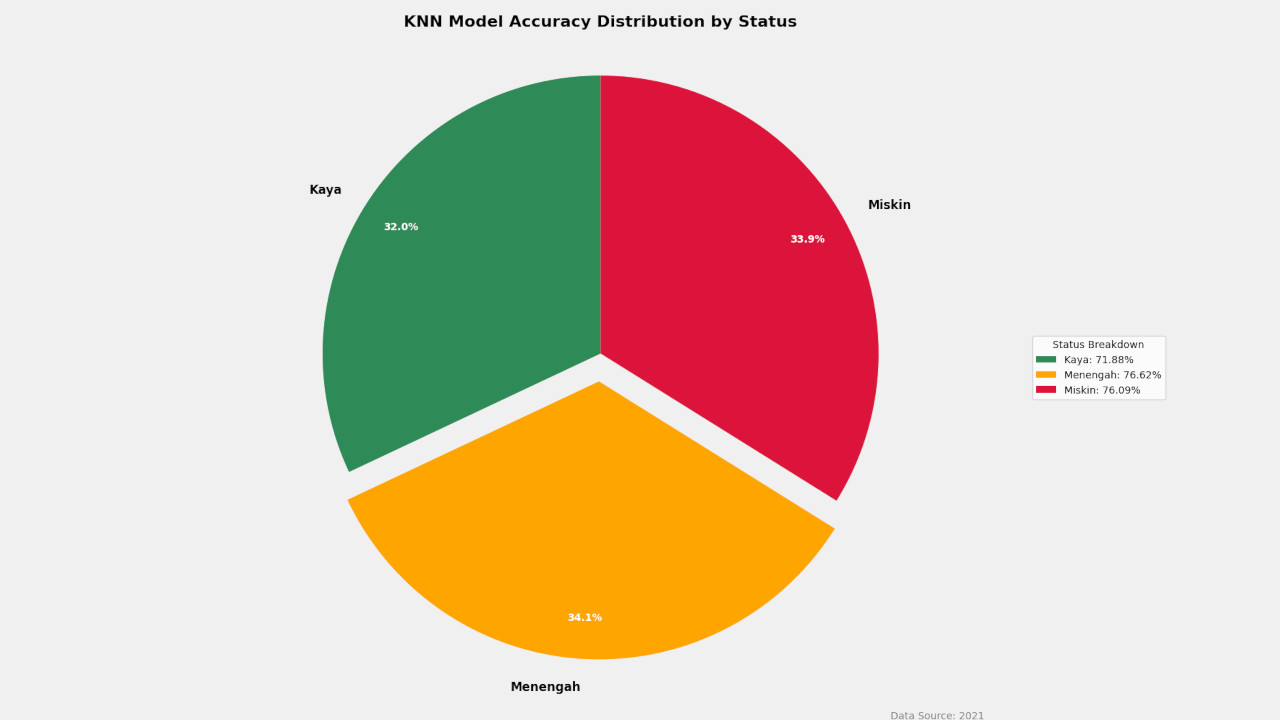 KNN Model Accuracy Distribution by Status
Kaya
32.0%
Miskin
33.9%
34.1%
Menengah
Status Breakdown
Kaya: 71.88%
Menengah: 76.62%
Miskin: 76.09%
Data Source: 2021